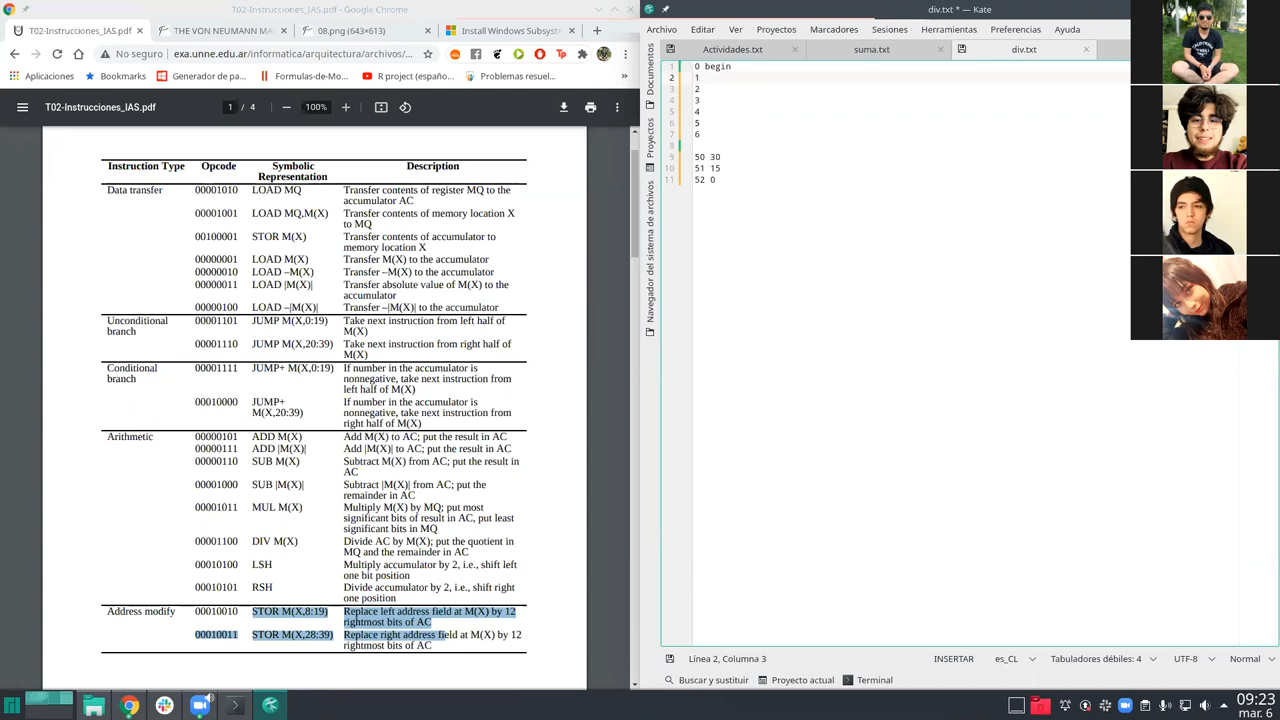 T02-Instrucciones_IAS.pdf - Google Chrome
T02-Instrucciones_IAS.pdf
THE VON NEUMANN MA
08.png (643×613)
Install Windows Subsyst
No seguro
exa.unne.edu.ar/informatica/arquitectura/archivos/...
Aplicaciones
Bookmarks
Generador de pa
Formulas-de-Mo...
R project (españo...
Problemas resuel...
»
T02-Instrucciones_IAS.pdf
1 / 4
100%
Instruction Type Opcode Symbolic Representation Description
Data transfer 00001010 LOAD MQ Transfer contents of register MQ to the
accumulator AC
00001001 LOAD MQ,M(X) Transfer contents of memory location X
to MQ
00100001 STOR M(X) Transfer contents of accumulator to
memory location X
00000001 LOAD M(X) Transfer M(X) to the accumulator
00000010 LOAD –M(X) Transfer –M(X) to the accumulator
00000011 LOAD |M(X)| Transfer absolute value of M(X) to the
accumulator
00000100 LOAD –|M(X)| Transfer –|M(X)| to the accumulator
Unconditional 00001101 JUMP M(X,0:19) Take next instruction from left half of
branch M(X)
00001110 JUMP M(X,20:39) Take next instruction from right half of
M(X)
Conditional 00001111 JUMP+ M(X,0:19) If number in the accumulator is
branch nonnegative, take next instruction from
left half of M(X)
00010000 JUMP+ If number in the accumulator is
M(X,20:39) nonnegative, take next instruction from
right half of M(X)
Arithmetic 00000101 ADD M(X) Add M(X) to AC; put the result in AC
00000111 ADD |M(X)| Add |M(X)| to AC; put the result in AC
00000110 SUB M(X) Subtract M(X) from AC; put the result in
AC
00001000 SUB |M(X)| Subtract |M(X)| from AC; put the
remainder in AC
00001011 MUL M(X) Multiply M(X) by MQ; put most
significant bits of result in AC, put least
significant bits in MQ
00001100 DIV M(X) Divide AC by M(X); put the quotient in
MQ and the remainder in AC
00010100 LSH Multiply accumulator by 2, i.e., shift left
one bit position
00010101 RSH Divide accumulator by 2, i.e., shift right
one position
Address modify 00010010 STOR M(X,8:19) Replace left address field at M(X) by 12
rightmost bits of AC
00010011 STOR M(X,28:39) Replace right address field at M(X) by 12
rightmost bits of AC
div.txt * — Kate
Archivo Editar Ver Proyectos Marcadores Sesiones Herramientas Preferencias Ayuda
Actividades.txt
suma.txt
div.txt
Documentos
Proyectos
Navegador del sistema de archivos
1 0 begin
2 1
3 2
4 3
5 4
6 5
7 6
8
9 50 30
10 51 15
11 52 0
Línea 2, Columna 3
INSERTAR
es_CL
Tabuladores débiles: 4
UTF-8
Normal
Buscar y sustituir
Proyecto actual
Terminal
CALIFORNIA
09:23
mar. 6